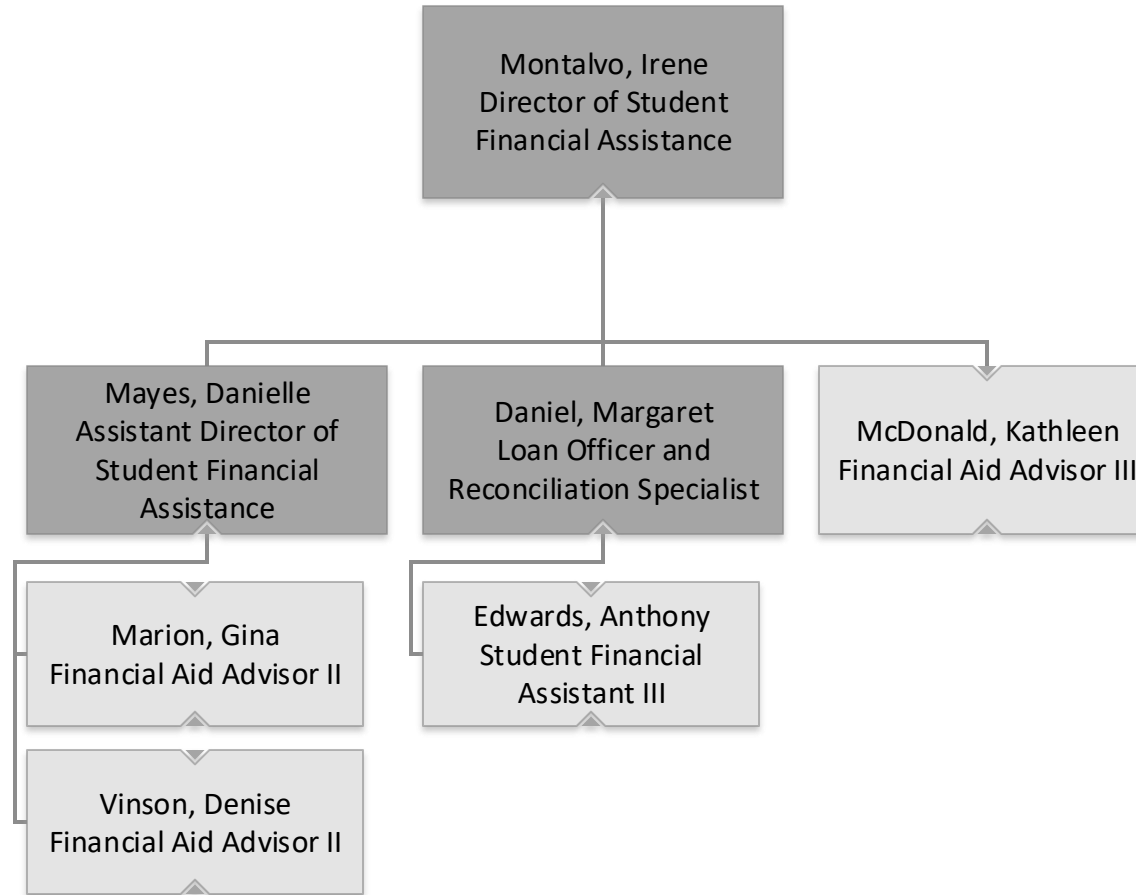 Montalvo, Irene
Director of Student
Financial Assistance
Mayes, Danielle
Assistant Director of
Student Financial
Assistance
Daniel, Margaret
Loan Officer and
Reconciliation Specialist
McDonald, Kathleen
Financial Aid Advisor III
Marion, Gina
Financial Aid Advisor II
Edwards, Anthony
Student Financial
Assistant III
Vinson, Denise
Financial Aid Advisor II